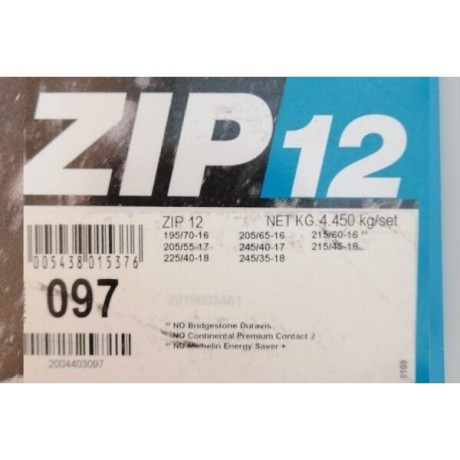 ZIP 12
ZIP 12 NET KG 4,450 kg/set
195/70-16 205/65-16 215/60-16
205/55-17 245/40-17 215/45-18
225/40-18 245/35-18
005438015376
097
2004403097
NO Bridgestone Duravis
NO Continental Premium Contact 2
NO Michelin Energy Saver +
0109